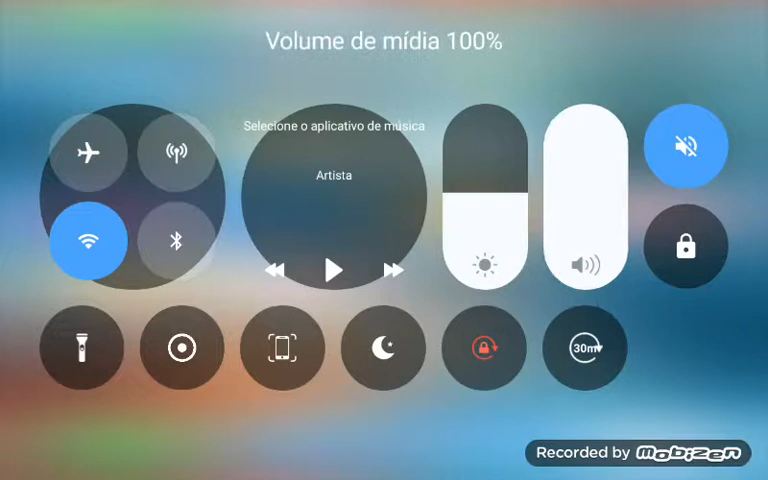 Volume de mídia 100%
Selecione o aplicativo de música
Artista
30m
Recorded by Mobizen